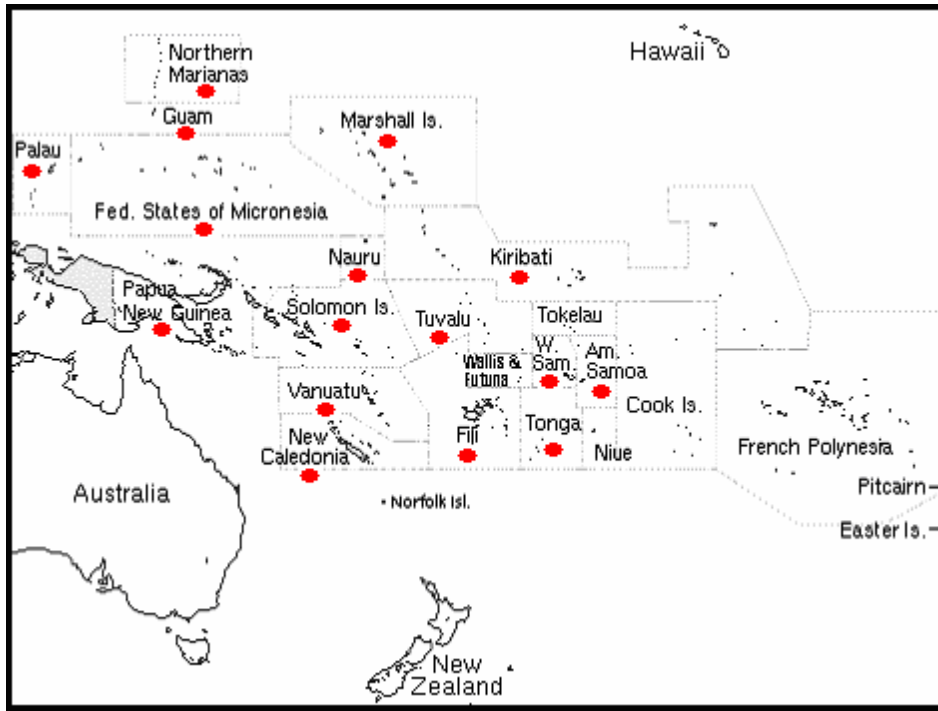 Hawaii
Northern
Marianas
Guam
Marshall Is.
Palau
Fed. States of Micronesia
Nauru
Kiribati
Papua
New Guinea
Solomon Is.
Tuvalu
Tokelau
W.
Sam.
Am.
Samoa
Wallis &
Futuna
Vanuatu
Cook Is.
New
Caledonia
Fiji
Tonga
Niue
French Polynesia
Australia
Norfolk Isl.
Pitcairn
Easter Is.
New
Zealand